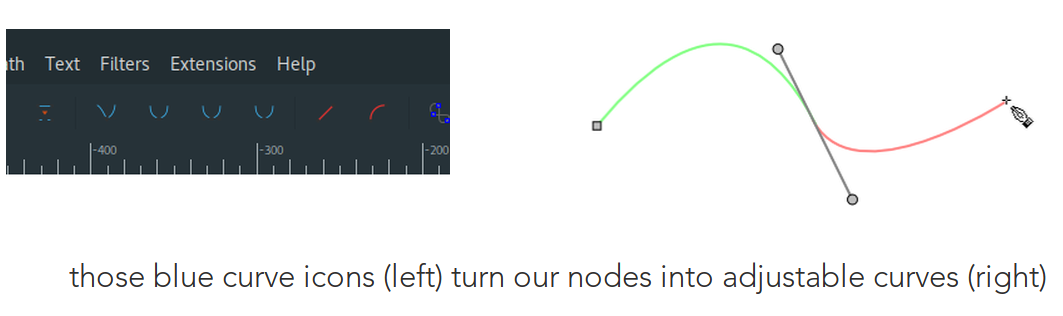 th Text Filters Extensions Help
-400 -300 -200
those blue curve icons (left) turn our nodes into adjustable curves (right)